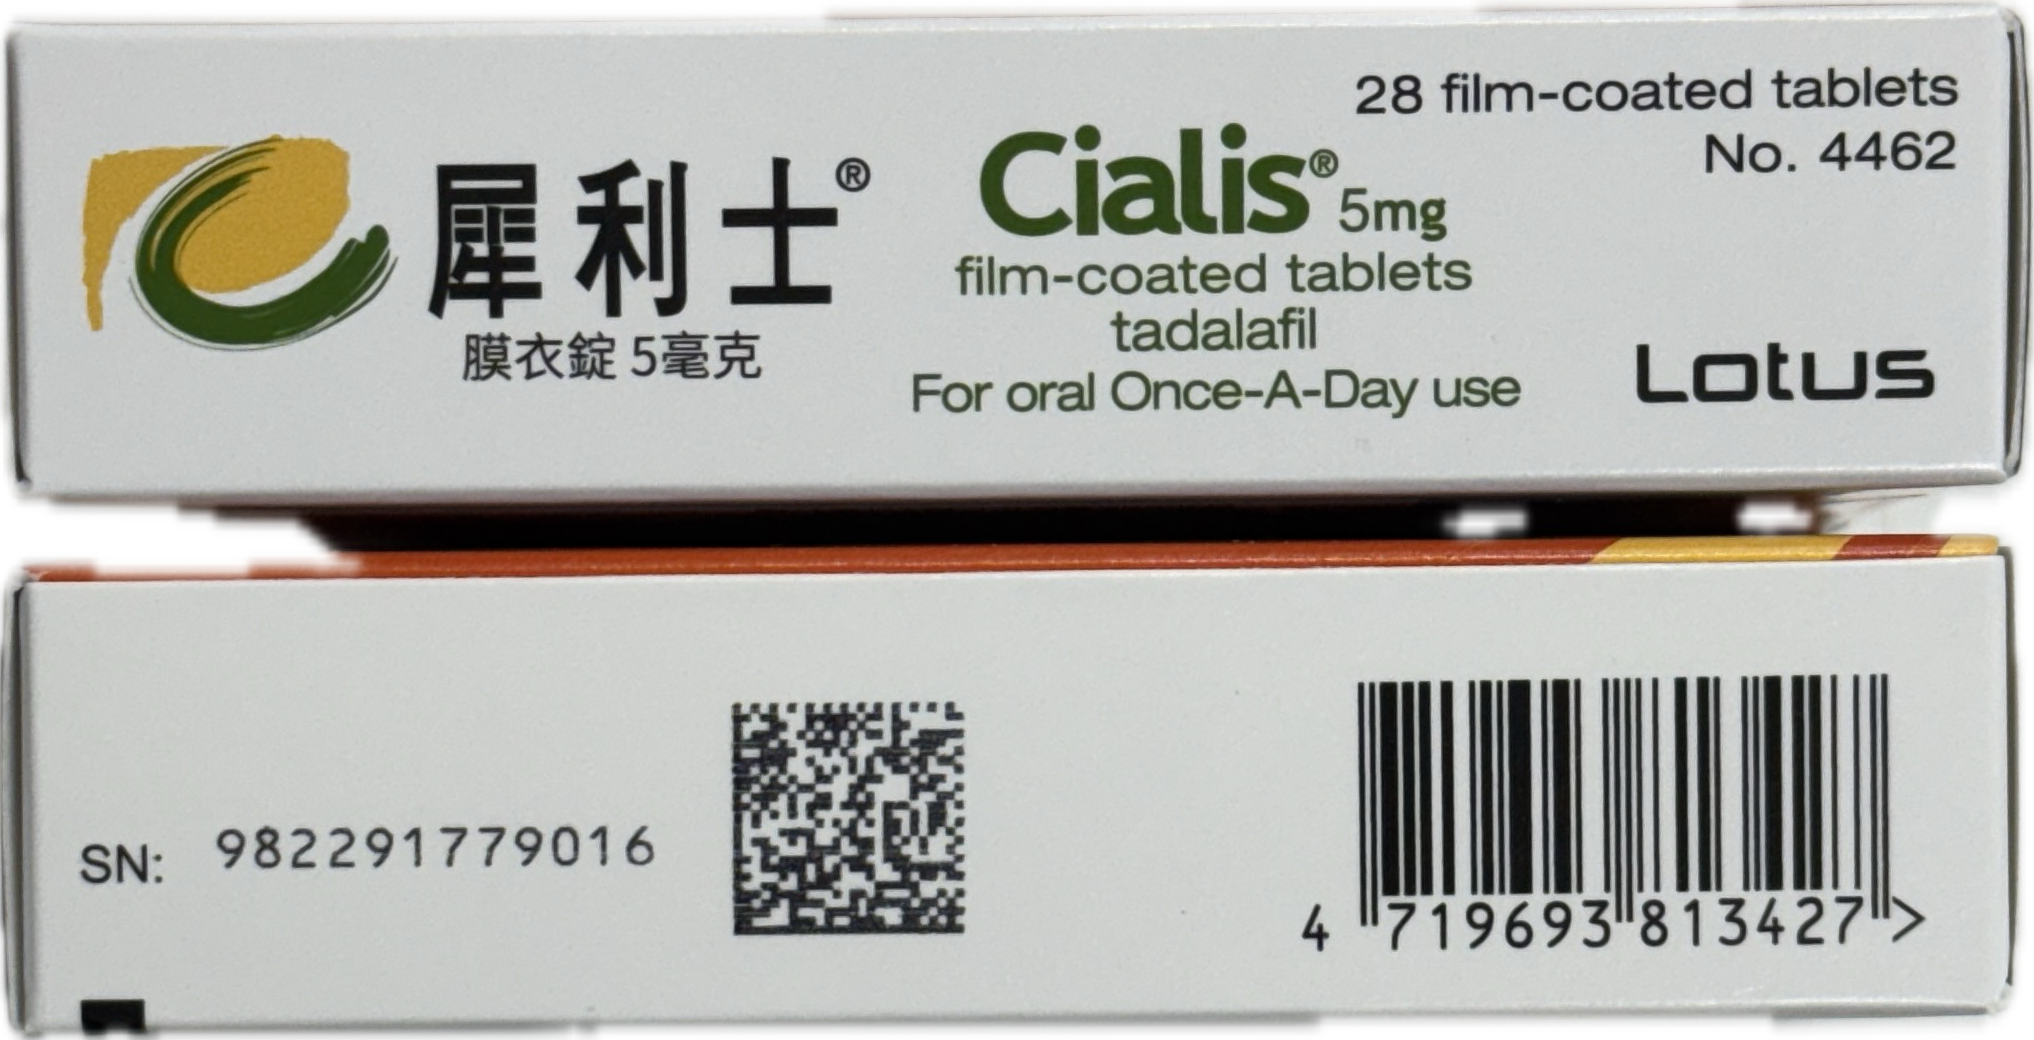 犀利士®
膜衣錠 5毫克
Cialis® 5mg
film-coated tablets
tadalafil
For oral Once-A-Day use
28 film-coated tablets
No. 4462
Lotus
SN: 982291779016
4 719693 813427 >